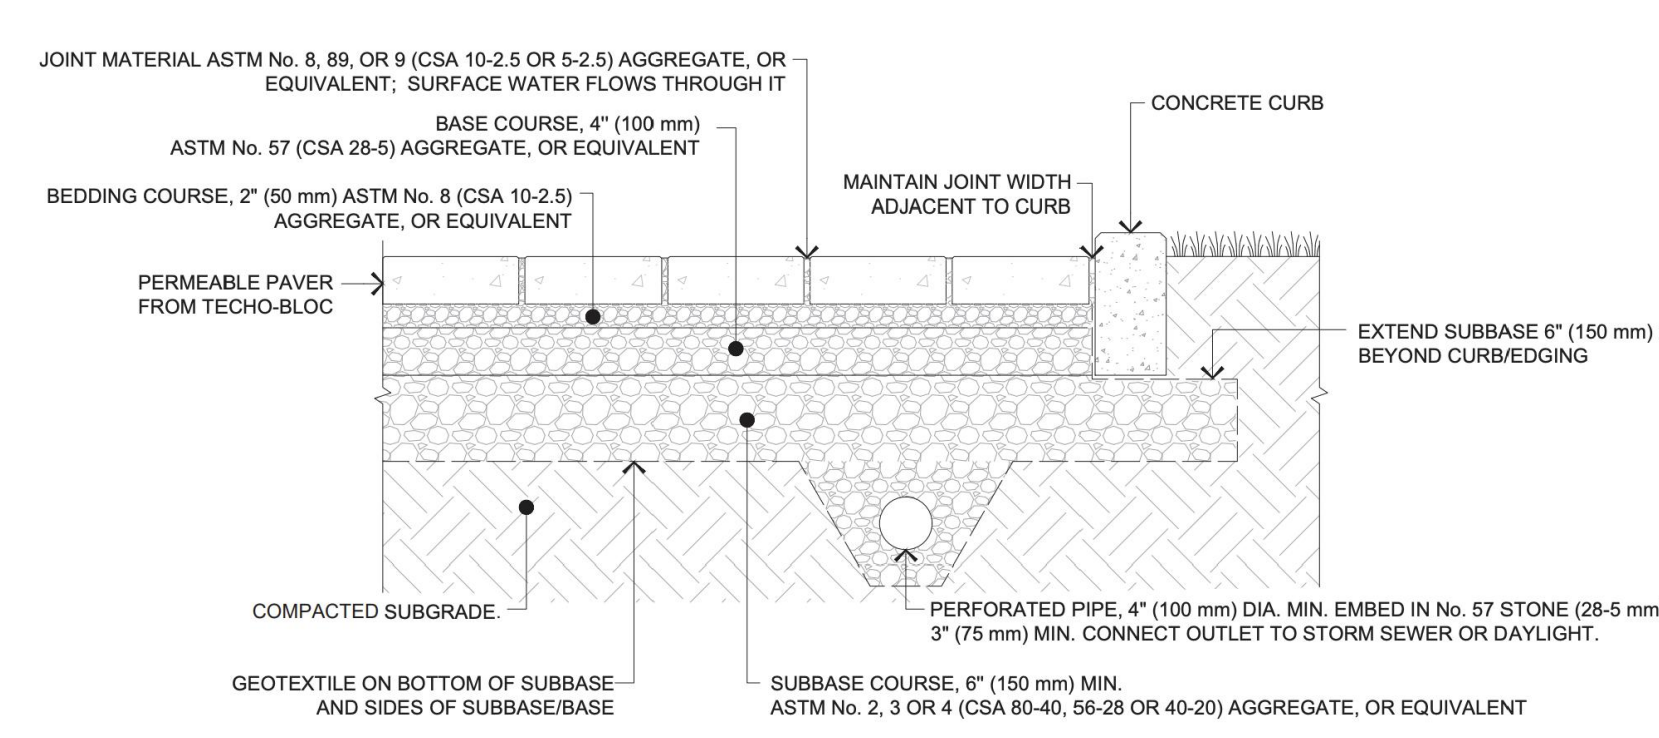 JOINT MATERIAL ASTM No. 8, 89, OR 9 (CSA 10-2.5 OR 5-2.5) AGGREGATE, OR
EQUIVALENT; SURFACE WATER FLOWS THROUGH IT
CONCRETE CURB
BASE COURSE, 4" (100 mm)
ASTM No. 57 (CSA 28-5) AGGREGATE, OR EQUIVALENT
MAINTAIN JOINT WIDTH
ADJACENT TO CURB
BEDDING COURSE, 2" (50 mm) ASTM No. 8 (CSA 10-2.5)
AGGREGATE, OR EQUIVALENT
PERMEABLE PAVER
FROM TECHO-BLOC
EXTEND SUBBASE 6" (150 mm)
BEYOND CURB/EDGING
COMPACTED SUBGRADE.
PERFORATED PIPE, 4" (100 mm) DIA. MIN. EMBED IN No. 57 STONE (28-5 mm
3" (75 mm) MIN. CONNECT OUTLET TO STORM SEWER OR DAYLIGHT.
GEOTEXTILE ON BOTTOM OF SUBBASE
AND SIDES OF SUBBASE/BASE
SUBBASE COURSE, 6" (150 mm) MIN.
ASTM No. 2, 3 OR 4 (CSA 80-40, 56-28 OR 40-20) AGGREGATE, OR EQUIVALENT